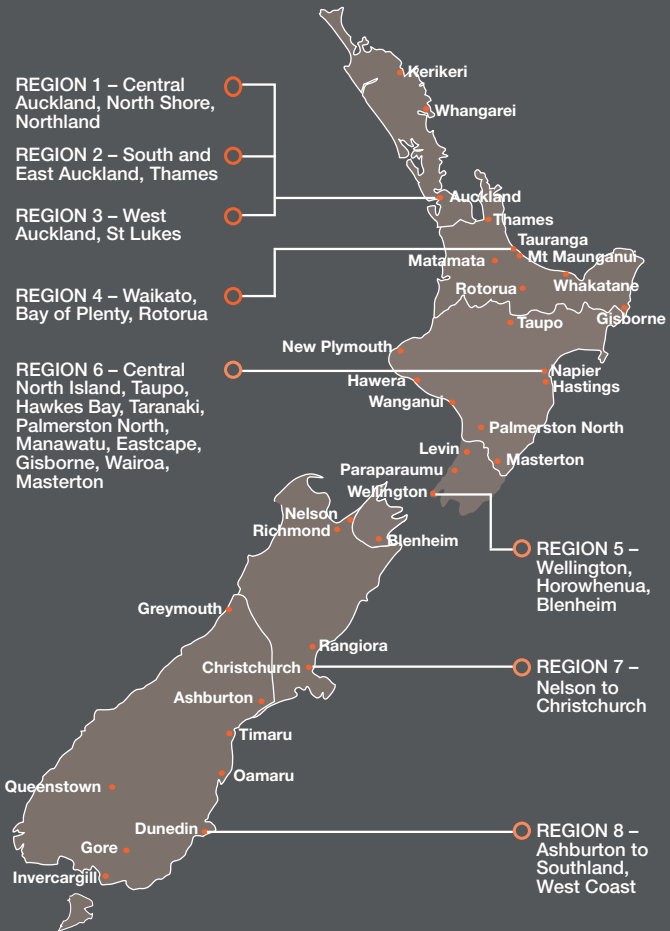 Kerikeri
REGION 1 – Central
Auckland, North Shore,
Northland
Whangarei
REGION 2 – South and
East Auckland, Thames
Auckland
REGION 3 – West
Auckland, St Lukes
Thames
Tauranga
Mt Maunganui
Matamata
Whakatane
Rotorua
REGION 4 – Waikato,
Bay of Plenty, Rotorua
Gisborne
Taupo
New Plymouth
REGION 6 – Central
North Island, Taupo,
Hawkes Bay, Taranaki,
Palmerston North,
Manawatu, Eastcape,
Gisborne, Wairoa,
Masterton
Napier
Hawera
Hastings
Wanganui
Palmerston North
Levin
Masterton
Paraparaumu
Wellington
Nelson
Richmond
Blenheim
REGION 5 –
Wellington,
Horowhenua,
Blenheim
Greymouth
Rangiora
Christchurch
REGION 7 –
Nelson to
Christchurch
Ashburton
Timaru
Oamaru
Queenstown
Dunedin
REGION 8 –
Ashburton to
Southland,
West Coast
Gore
Invercargill